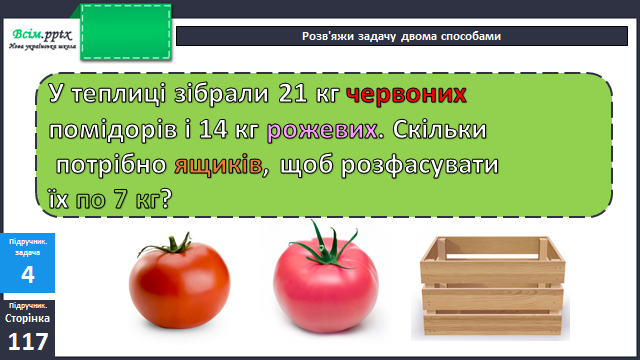 Всім.pptx
Нова українська школа
Розв'яжи задачу двома способами
У теплиці зібрали 21 кг червоних
помідорів і 14 кг рожевих. Скільки
потрібно ящиків, щоб розфасувати
їх по 7 кг?
Підручник.
задача
4
Підручник.
Сторінка
117